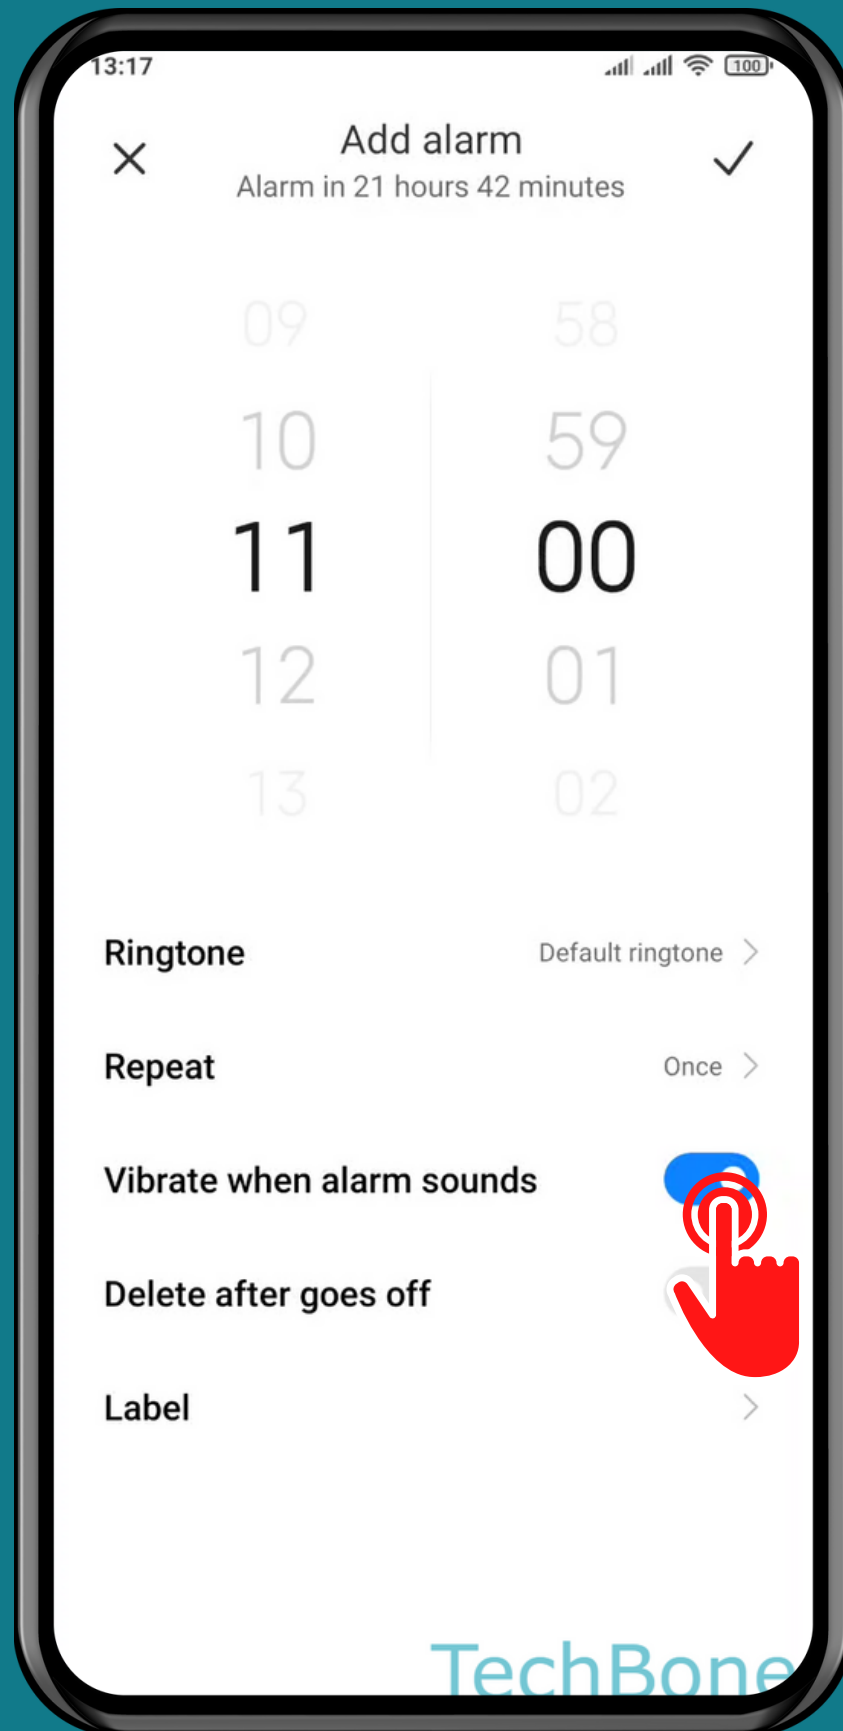 13:17
100
Add alarm
Alarm in 21 hours 42 minutes
09 58
10 59
11 00
12 01
13 02
Ringtone Default ringtone
Repeat Once
Vibrate when alarm sounds
Delete after goes off
Label
TechBone